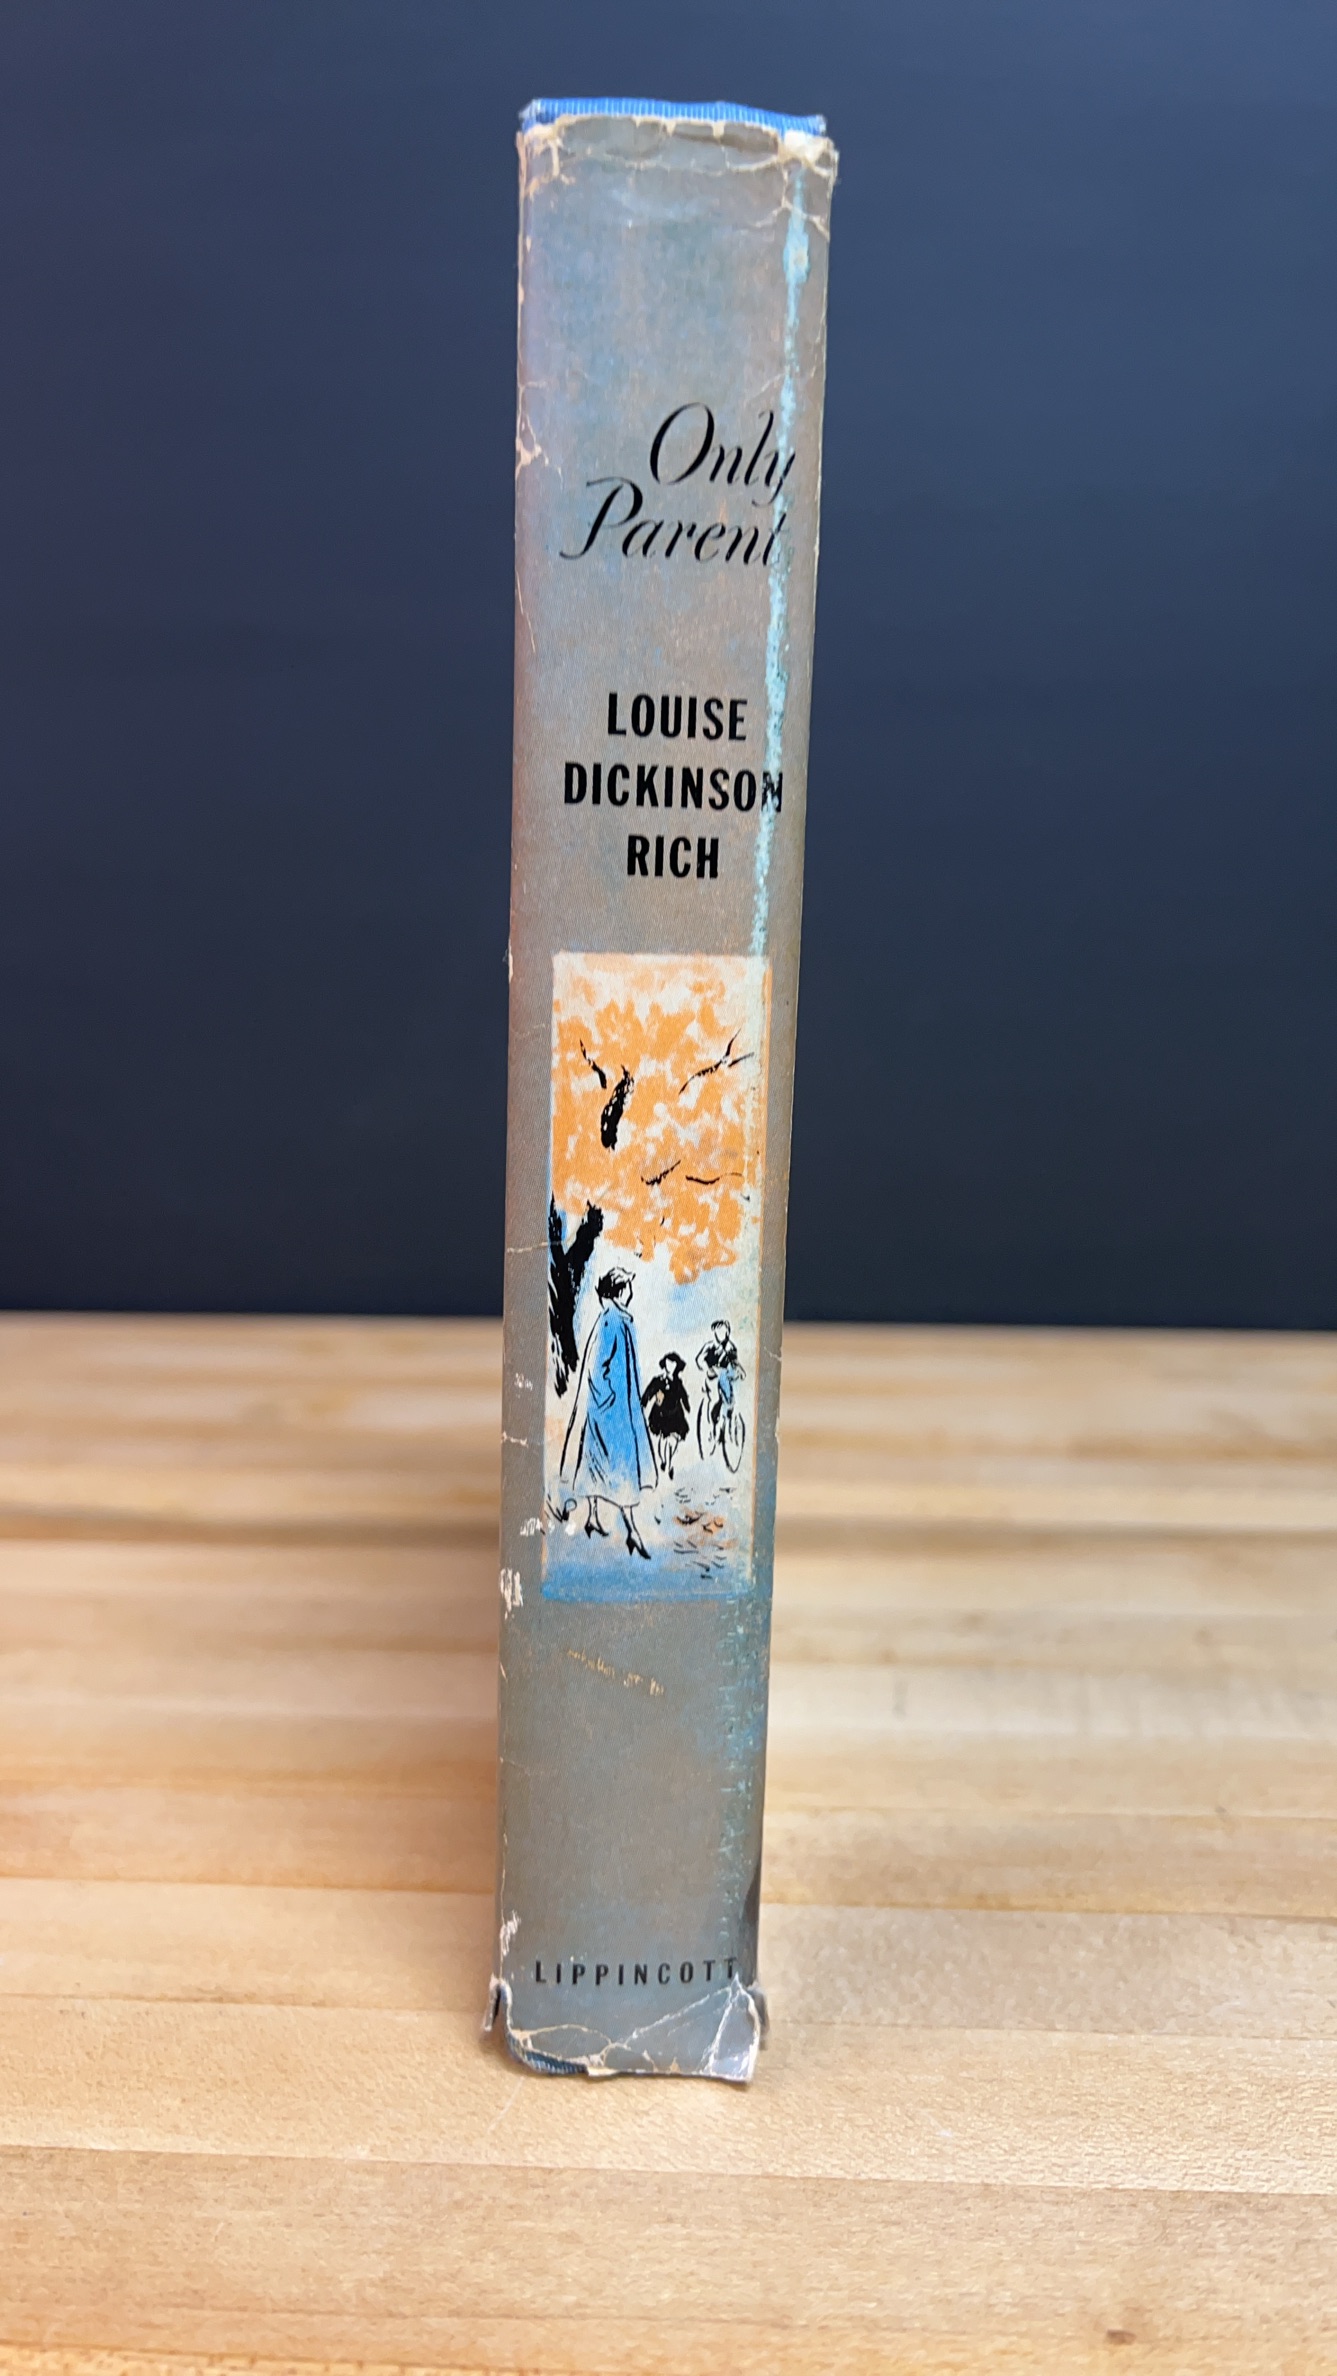 Only
Parent
LOUISE
DICKINSON
RICH
LIPPINCOTT